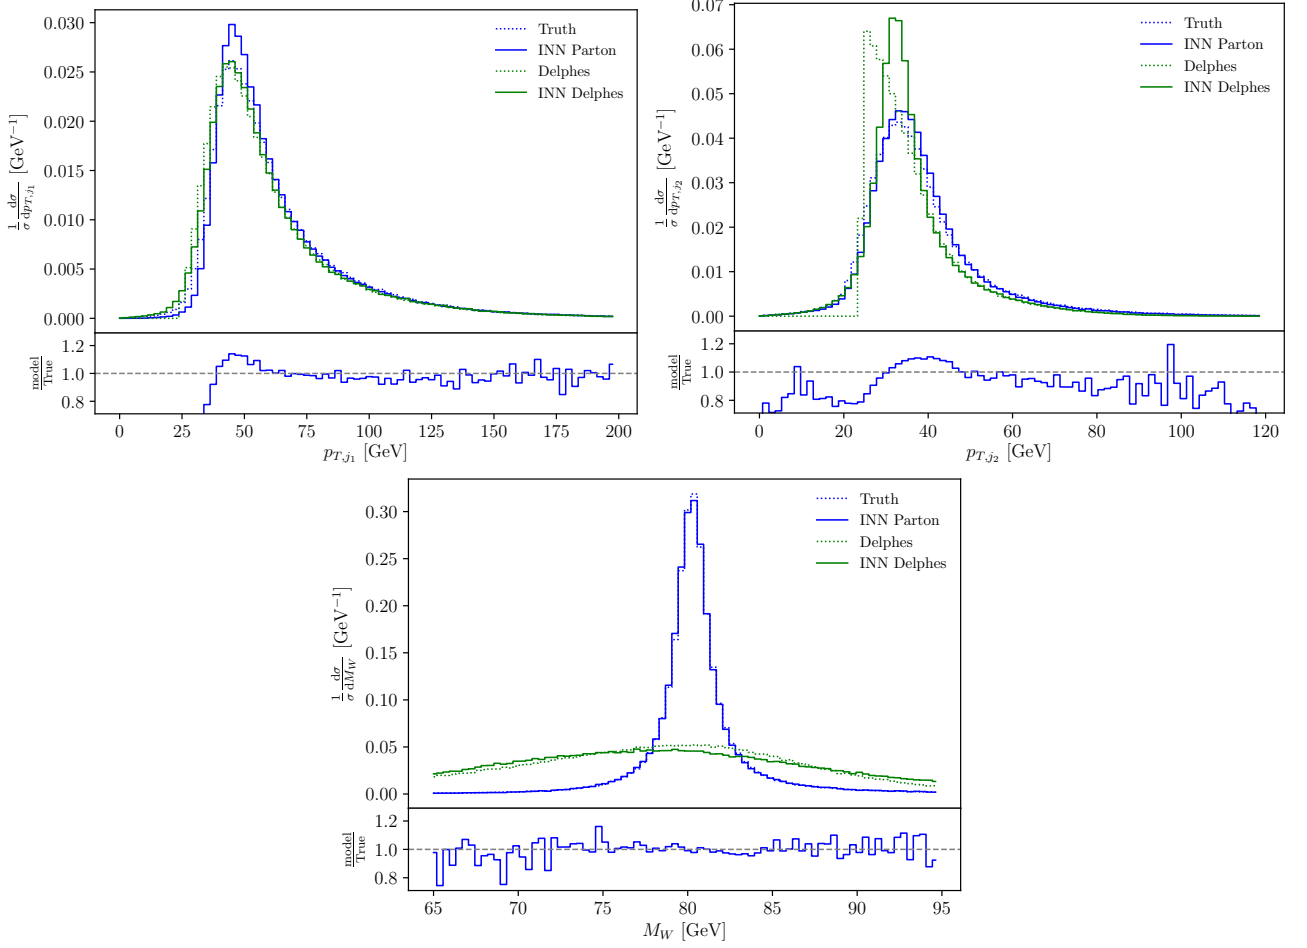 0.030
0.025
0.020
0.015
0.010
0.005
0.000
1/σ dσ/dp_{T,j_1} [GeV⁻¹]
Truth
INN Parton
Delphes
INN Delphes
1.2
1.0
0.8
model/True
0 25 50 75 100 125 150 175 200
p_{T,j_1} [GeV]
0.07
0.06
0.05
0.04
0.03
0.02
0.01
0.00
1/σ dσ/dp_{T,j_2} [GeV⁻¹]
Truth
INN Parton
Delphes
INN Delphes
1.2
1.0
0.8
model/True
0 20 40 60 80 100 120
p_{T,j_2} [GeV]
0.30
0.25
0.20
0.15
0.10
0.05
0.00
1/σ dσ/dM_W [GeV⁻¹]
Truth
INN Parton
Delphes
INN Delphes
1.2
1.0
0.8
model/True
65 70 75 80 85 90 95
M_W [GeV]